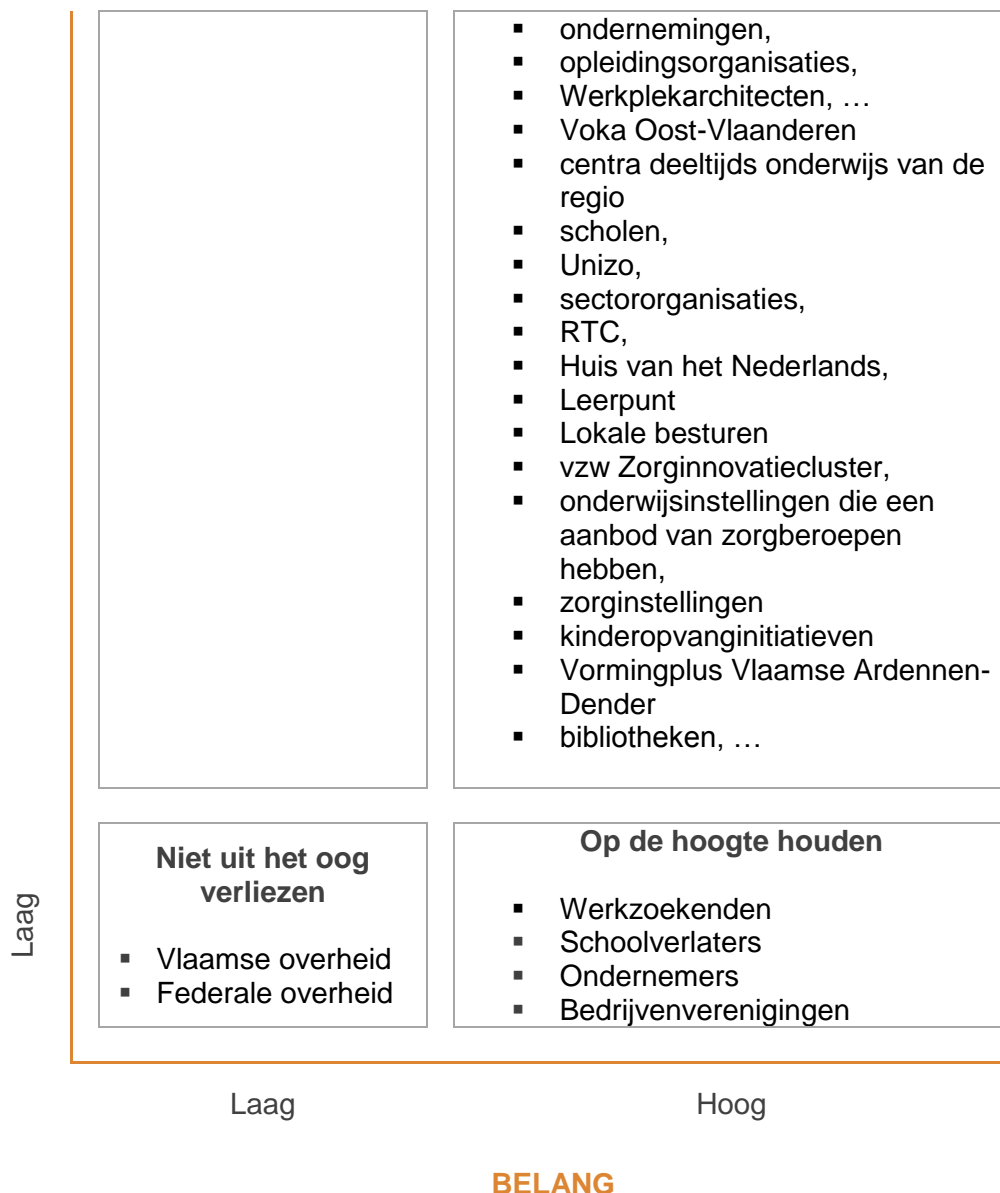 ▪ ondernemingen,
▪ opleidingsorganisaties,
▪ Werkplekarchitecten, …
▪ Voka Oost-Vlaanderen
▪ centra deeltijds onderwijs van de
regio
▪ scholen,
▪ Unizo,
▪ sectororganisaties,
▪ RTC,
▪ Huis van het Nederlands,
▪ Leerpunt
▪ Lokale besturen
▪ vzw Zorginnovatiecluster,
▪ onderwijsinstellingen die een
aanbod van zorgberoepen
hebben,
▪ zorginstellingen
▪ kinderopvanginitiatieven
▪ Vormingplus Vlaamse Ardennen-
Dender
▪ bibliotheken, …
Laag
Niet uit het oog
verliezen
▪ Vlaamse overheid
▪ Federale overheid
Op de hoogte houden
▪ Werkzoekenden
▪ Schoolverlaters
▪ Ondernemers
▪ Bedrijvenverenigingen
Laag
Hoog
BELANG